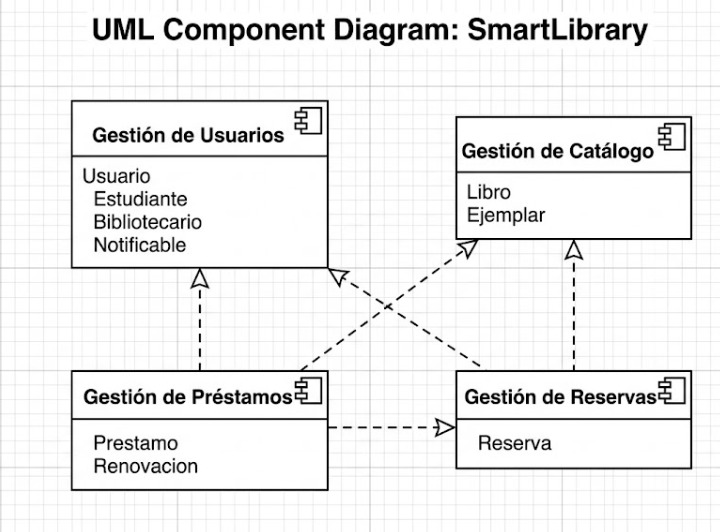 UML Component Diagram: SmartLibrary
Gestión de Usuarios
Usuario
Estudiante
Bibliotecario
Notificable
Gestión de Catálogo
Libro
Ejemplar
Gestión de Préstamos
Prestamo
Renovacion
Gestión de Reservas
Reserva